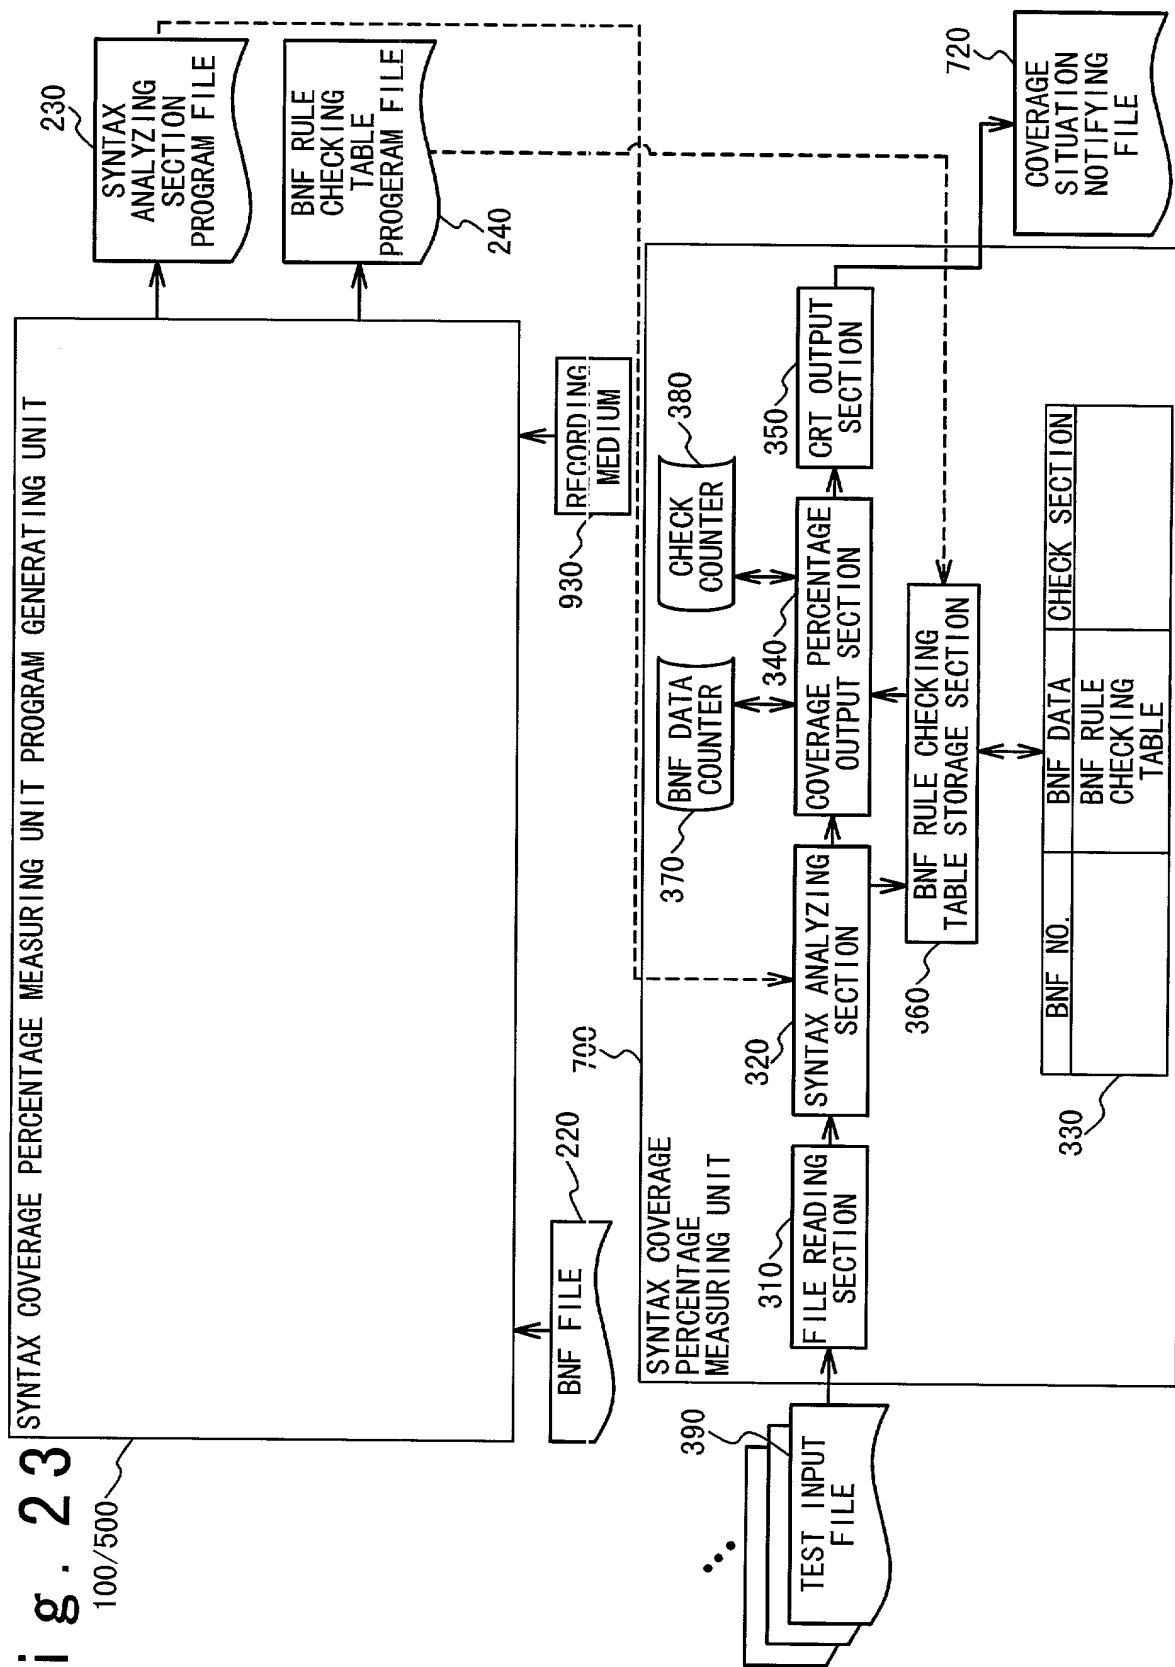 ig. 23
100/500
SYNTAX COVERAGE PERCENTAGE MEASURING UNIT PROGRAM GENERATING UNIT
230
SYNTAX
ANALYZING
SECTION
PROGRAM FILE
BNF RULE
CHECKING
TABLE
PROGERAM FILE
240
BNF FILE
220
RECORDING
MEDIUM
930
700
SYNTAX COVERAGE
PERCENTAGE
MEASURING UNIT
390
TEST INPUT
FILE
310
FILE READING
SECTION
320
SYNTAX ANALYZING
SECTION
370
BNF DATA
COUNTER
CHECK
COUNTER
380
340
COVERAGE PERCENTAGE
OUTPUT SECTION
350
CRT OUTPUT
SECTION
720
COVERAGE
SITUATION
NOTIFYING
FILE
360
BNF RULE CHECKING
TABLE STORAGE SECTION
BNF NO.
BNF DATA
CHECK SECTION
BNF RULE
CHECKING
TABLE
330